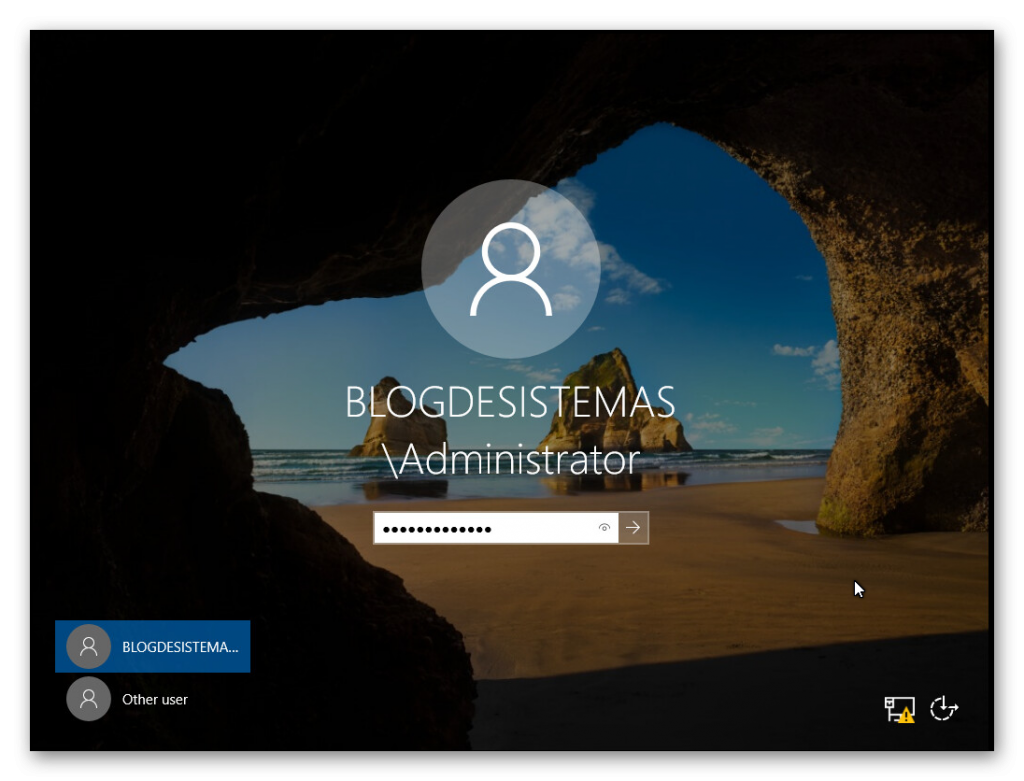 BLOGDESISTEMAS
\Administrator
•••••••••••••
BLOGDESISTEMA...
Other user